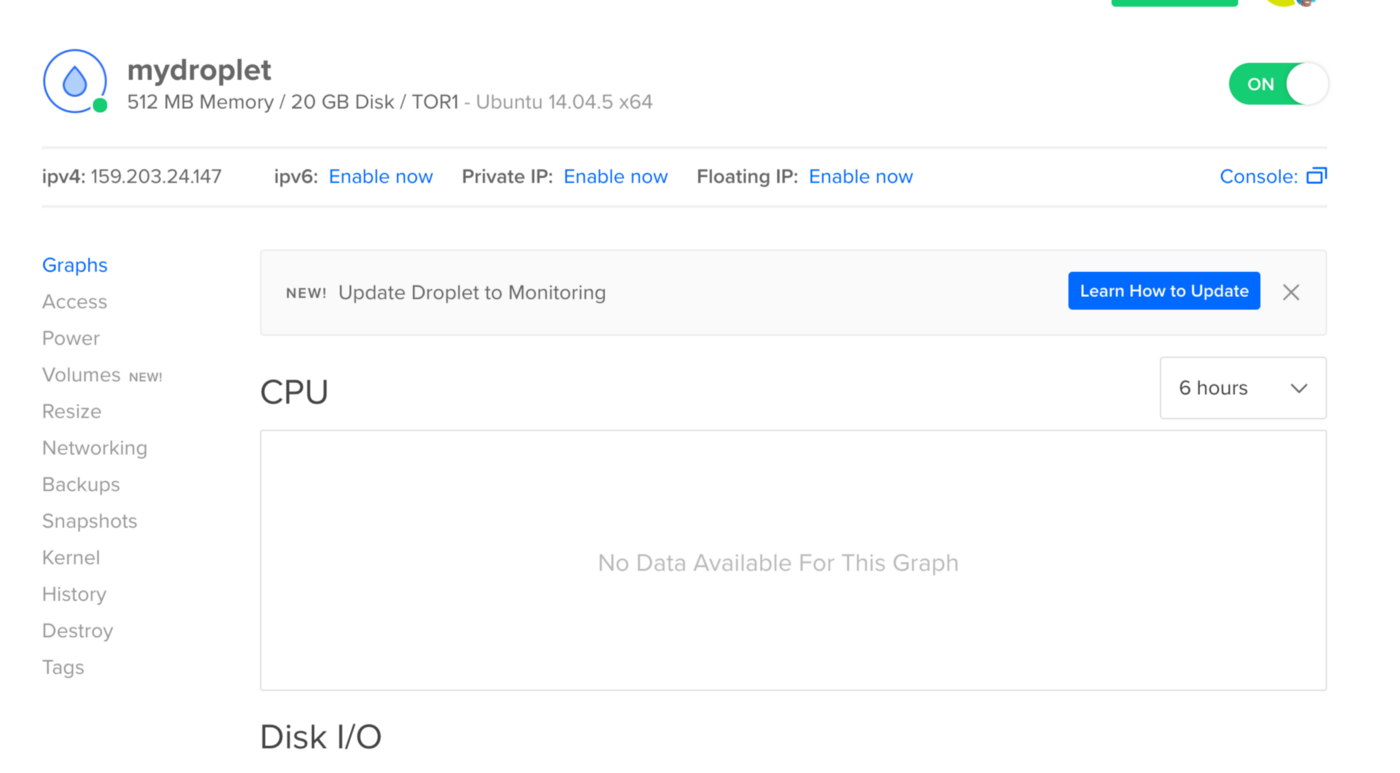 mydroplet
512 MB Memory / 20 GB Disk / TOR1 - Ubuntu 14.04.5 x64
ON
ipv4: 159.203.24.147 ipv6: Enable now Private IP: Enable now Floating IP: Enable now Console:
Graphs
Access
Power
Volumes NEW!
Resize
Networking
Backups
Snapshots
Kernel
History
Destroy
Tags
NEW! Update Droplet to Monitoring
Learn How to Update
CPU
6 hours
No Data Available For This Graph
Disk I/O